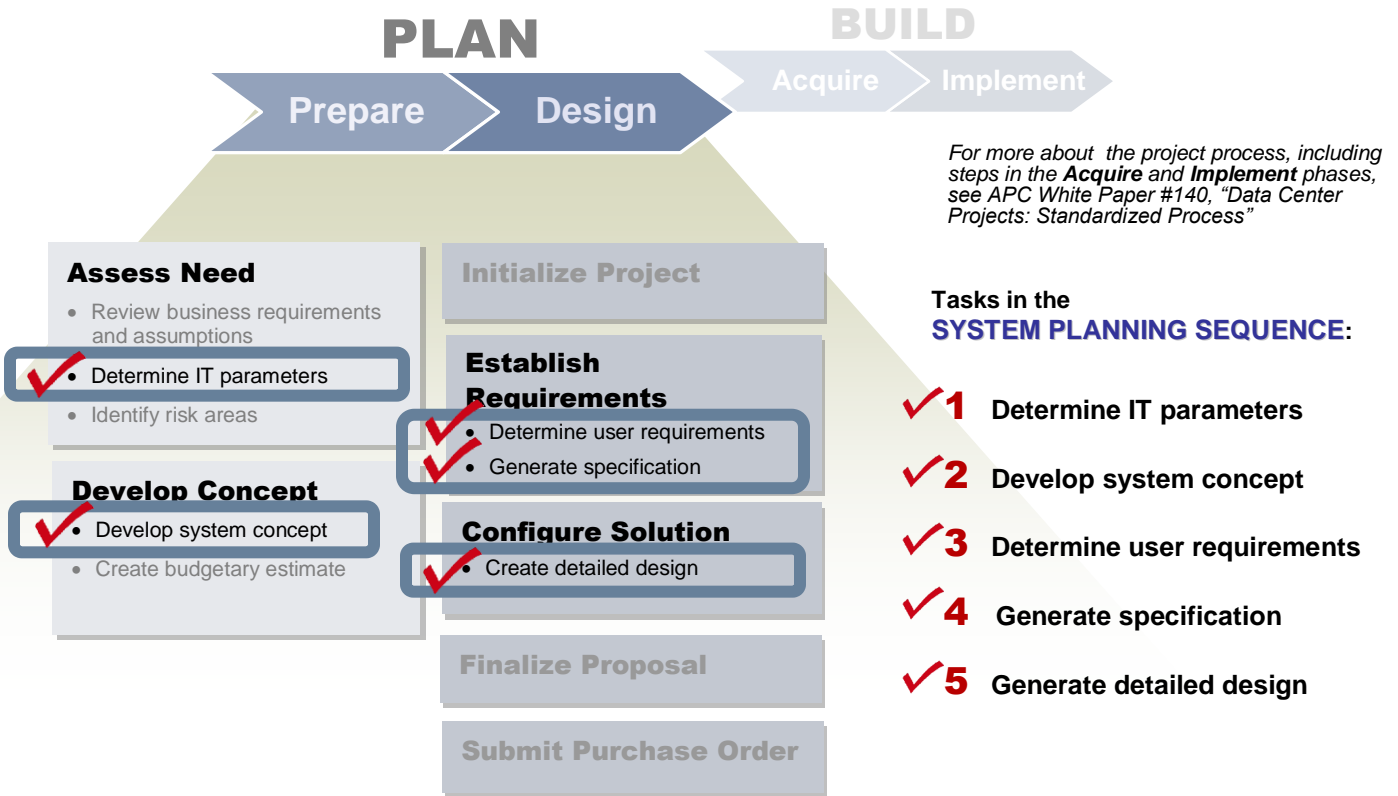 PLAN
BUILD
Prepare
Design
Acquire
Implement
For more about the project process, including
steps in the Acquire and Implement phases,
see APC White Paper #140, “Data Center
Projects: Standardized Process”
Assess Need
• Review business requirements
and assumptions
• Determine IT parameters
• Identify risk areas
Develop Concept
• Develop system concept
• Create budgetary estimate
Initialize Project
Establish
Requirements
• Determine user requirements
• Generate specification
Configure Solution
• Create detailed design
Finalize Proposal
Submit Purchase Order
Tasks in the
SYSTEM PLANNING SEQUENCE:
1 Determine IT parameters
2 Develop system concept
3 Determine user requirements
4 Generate specification
5 Generate detailed design